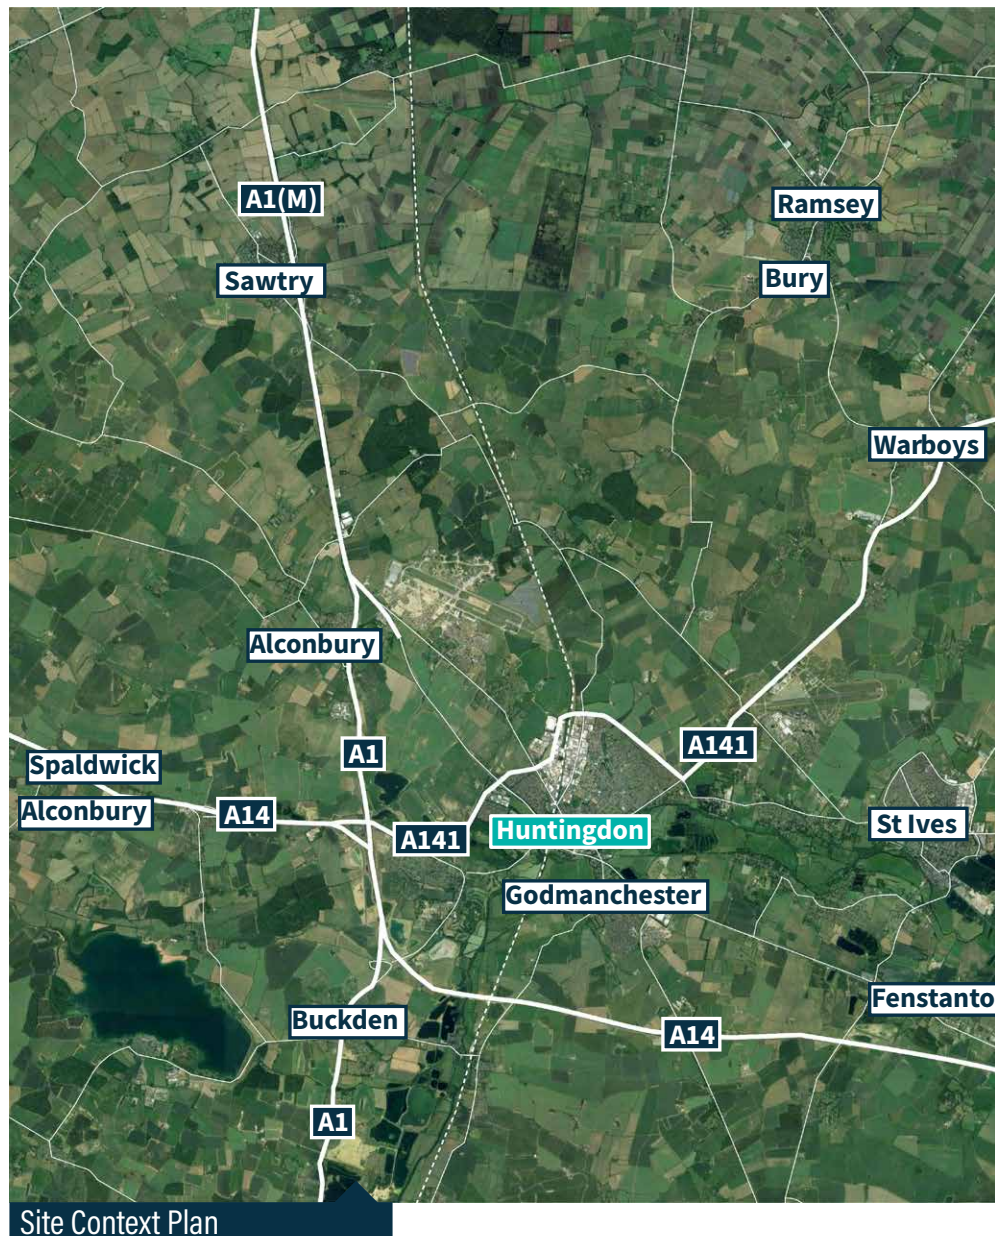 A1(M)
Ramsey
Sawtry
Bury
Warboys
Alconbury
A141
A1
Spaldwick
Alconbury
A14
A141
Huntingdon
St Ives
Godmanchester
Fenstanto
Buckden
A14
A1
Site Context Plan